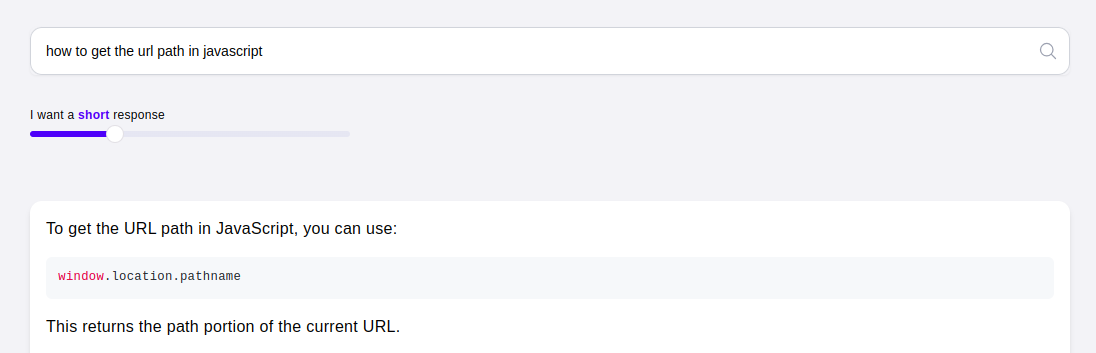 how to get the url path in javascript
I want a short response
To get the URL path in JavaScript, you can use:
window.location.pathname
This returns the path portion of the current URL.